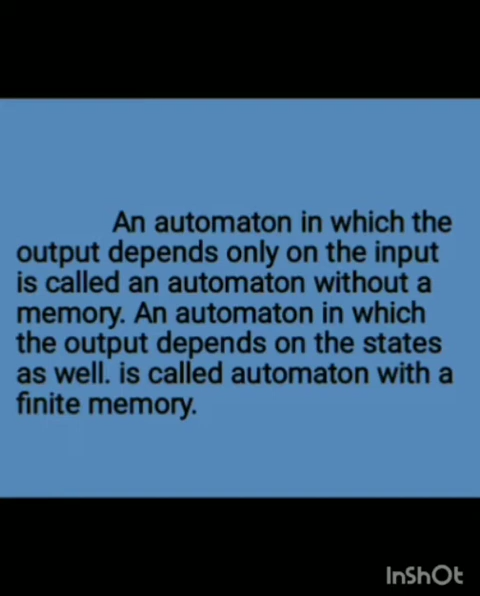 An automaton in which the
output depends only on the input
is called an automaton without a
memory. An automaton in which
the output depends on the states
as well. is called automaton with a
finite memory.
InShOt